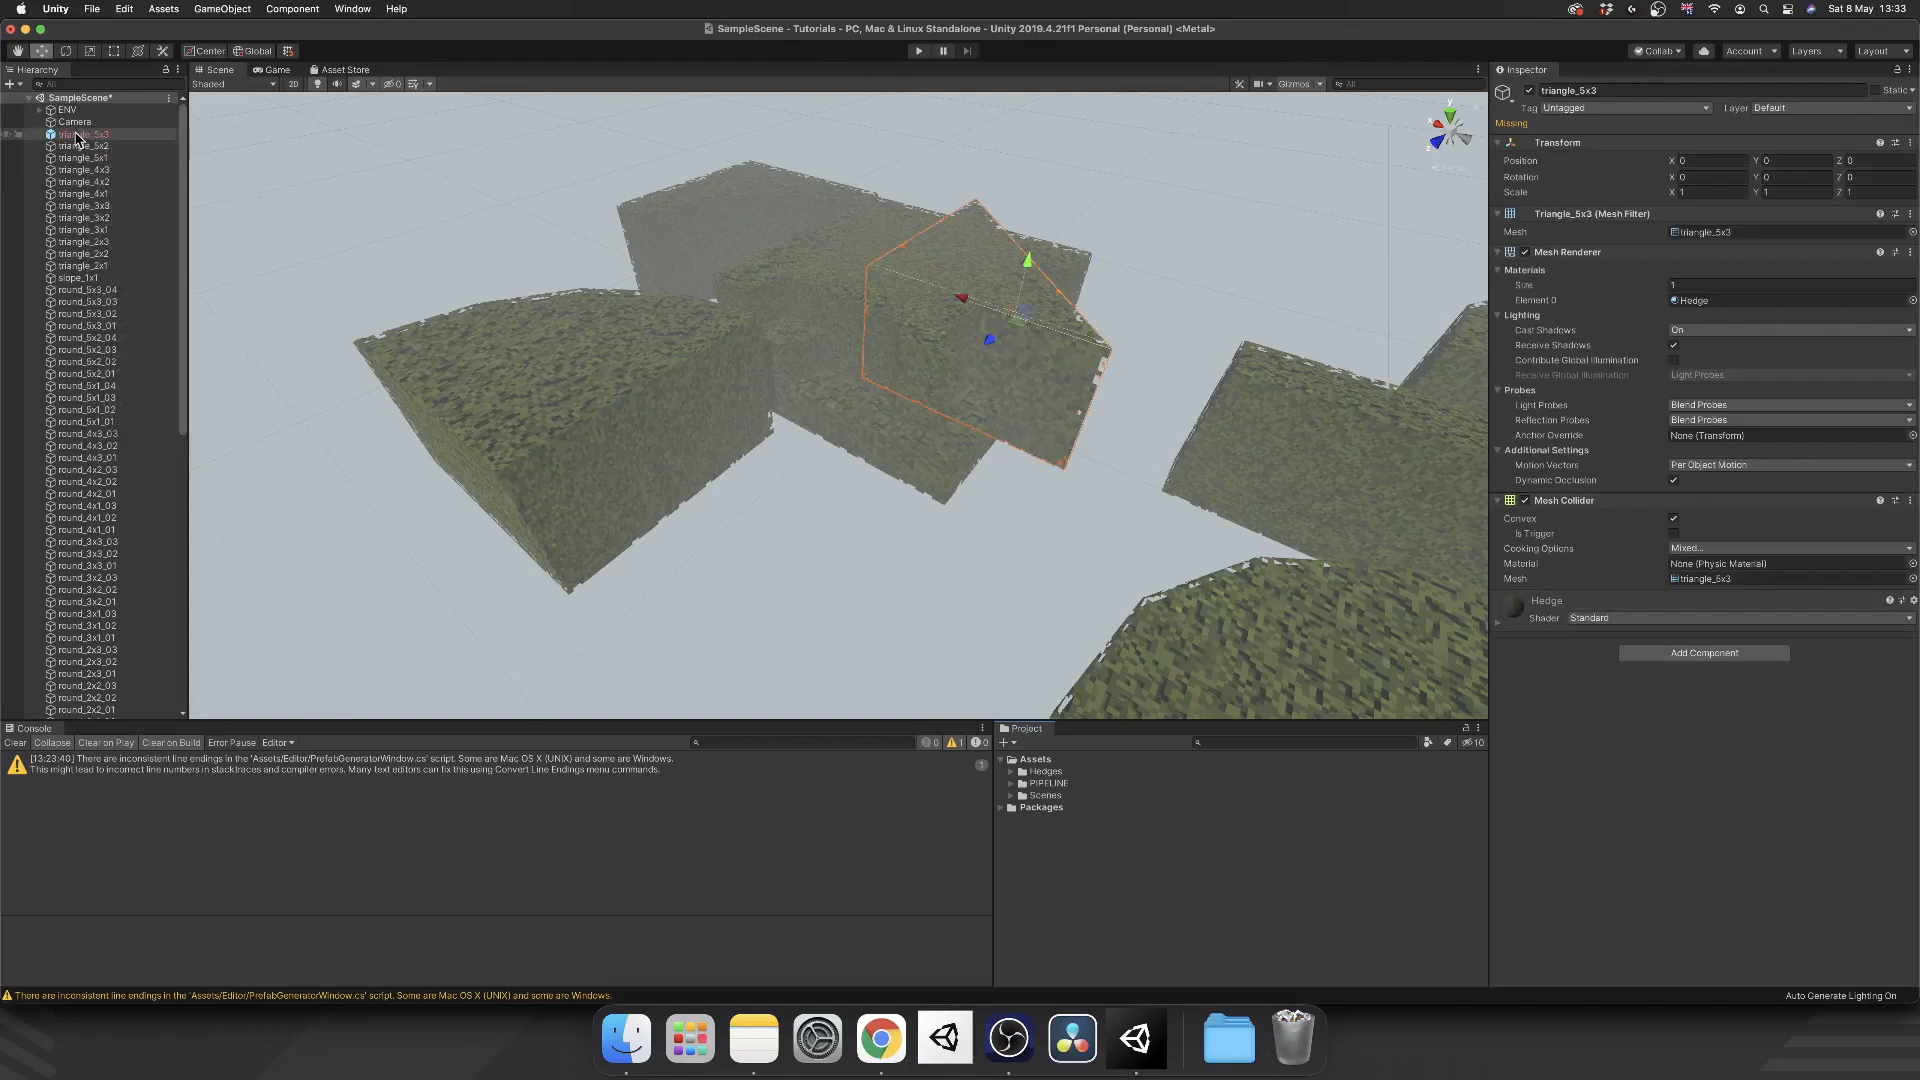 Unity File Edit Assets GameObject Component Window Help Sat 8 May 13:33
SampleScene - Tutorials - PC, Mac & Linux Standalone - Unity 2019.4.21f1 Personal (Personal) <Metal>
Center Global Collab Account Layers Layout
Hierarchy Scene Game Asset Store Inspector
All Shaded 2D 0 Gizmos All triangle_5x3 Static
SampleScene*
ENV
Camera
triangle_5x3
triangle_5x2
triangle_5x1
triangle_4x3
triangle_4x2
triangle_4x1
triangle_3x3
triangle_3x2
triangle_3x1
triangle_2x3
triangle_2x2
triangle_2x1
slope_1x1
round_5x3_04
round_5x3_03
round_5x3_02
round_5x3_01
round_5x2_04
round_5x2_03
round_5x2_02
round_5x2_01
round_5x1_04
round_5x1_03
round_5x1_02
round_5x1_01
round_4x3_03
round_4x3_02
round_4x3_01
round_4x2_03
round_4x2_02
round_4x2_01
round_4x1_03
round_4x1_02
round_4x1_01
round_3x3_03
round_3x3_02
round_3x3_01
round_3x2_03
round_3x2_02
round_3x2_01
round_3x1_03
round_3x1_02
round_3x1_01
round_2x3_03
round_2x3_02
round_2x3_01
round_2x2_03
round_2x2_02
round_2x2_01
y
x
z
Persp
Tag Untagged Layer Default
Missing
Transform
Position X 0 Y 0 Z 0
Rotation X 0 Y 0 Z 0
Scale X 1 Y 1 Z 1
Triangle_5x3 (Mesh Filter)
Mesh triangle_5x3
Mesh Renderer
Materials
Size 1
Element 0 Hedge
Lighting
Cast Shadows On
Receive Shadows
Contribute Global Illumination
Receive Global Illumination Light Probes
Probes
Light Probes Blend Probes
Reflection Probes Blend Probes
Anchor Override None (Transform)
Additional Settings
Motion Vectors Per Object Motion
Dynamic Occlusion
Mesh Collider
Convex
Is Trigger
Cooking Options Mixed...
Material None (Physic Material)
Mesh triangle_5x3
Hedge
Shader Standard
Add Component
Console
Clear Collapse Clear on Play Clear on Build Error Pause Editor 0 1 0
[13:23:40] There are inconsistent line endings in the 'Assets/Editor/PrefabGeneratorWindow.cs' script. Some are Mac OS X (UNIX) and some are Windows.
This might lead to incorrect line numbers in stacktraces and compiler errors. Many text editors can fix this using Convert Line Endings menu commands.
1
Project
10
Assets
Hedges
PIPELINE
Scenes
Packages
There are inconsistent line endings in the 'Assets/Editor/PrefabGeneratorWindow.cs' script. Some are Mac OS X (UNIX) and some are Windows.
Auto Generate Lighting On